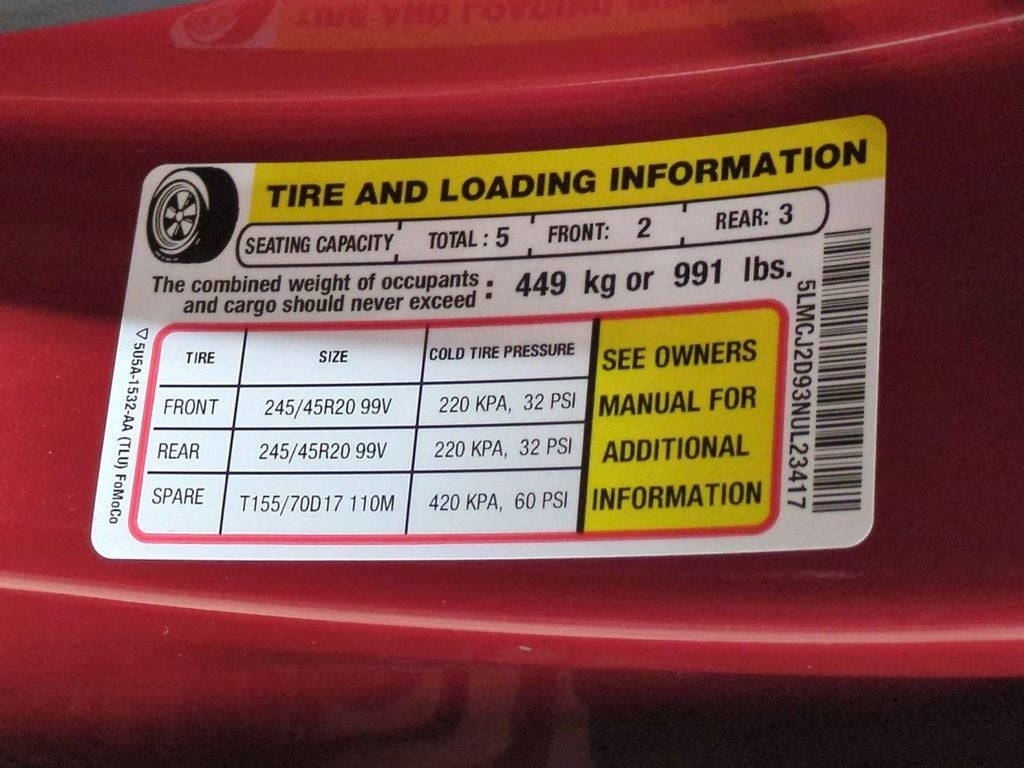 TIRE AND LOADING INFORMATION
SEATING CAPACITY TOTAL : 5 FRONT: 2 REAR: 3
The combined weight of occupants
and cargo should never exceed : 449 kg or 991 lbs.
TIRE SIZE COLD TIRE PRESSURE
FRONT 245/45R20 99V 220 KPA, 32 PSI
REAR 245/45R20 99V 220 KPA, 32 PSI
SPARE T155/70D17 110M 420 KPA, 60 PSI
SEE OWNERS
MANUAL FOR
ADDITIONAL
INFORMATION
5LMCJ2D93NUL23417
5U5A-1532-AA (TLU) FoMoCo